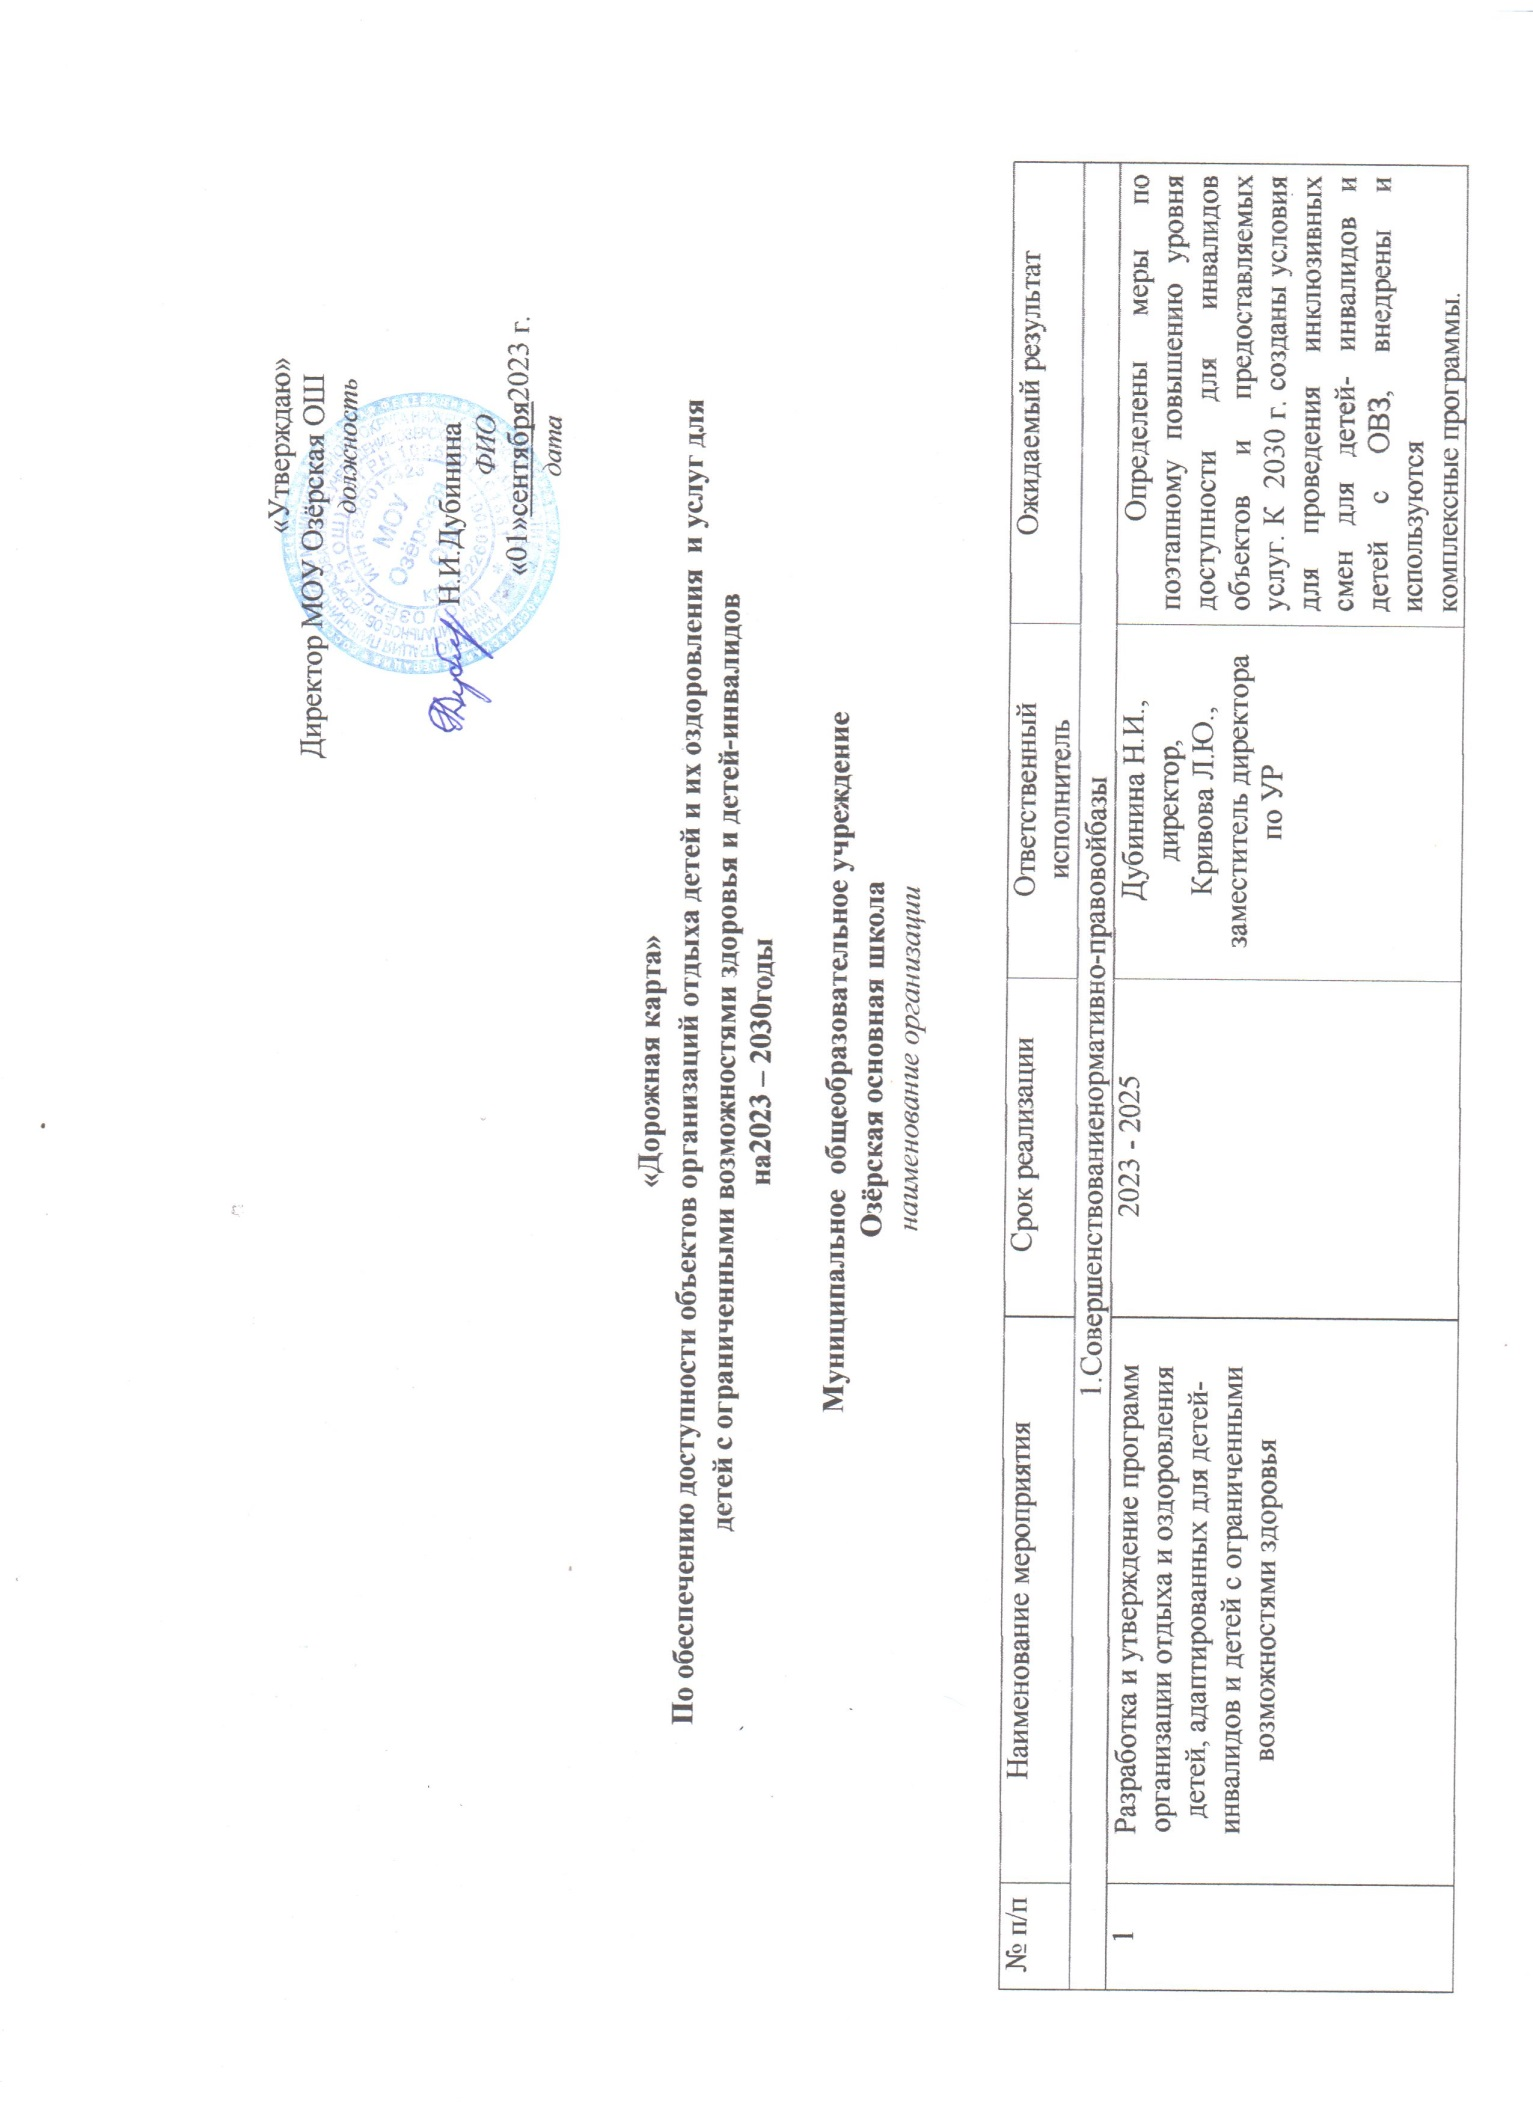 «Утверждаю»
Директор МОУ Озёрская ОШ
должность
Н.И.Дубинина
ФИО
«01»сентября2023 г.
дата
МОУ
Озёрская
ОШ
«Дорожная карта»
По обеспечению доступности объектов организаций отдыха детей и их оздоровления и услуг для
детей с ограниченными возможностями здоровья и детей-инвалидов
на2023 – 2030годы
Муниципальное общеобразовательное учреждение
Озёрская основная школа
наименование организации
№ п/п
Наименование мероприятия
Срок реализации
Ответственный
исполнитель
Ожидаемый результат
1.Совершенствованиенормативно-правовойбазы
1
Разработка и утверждение программ
организации отдыха и оздоровления
детей, адаптированных для детей-
инвалидов и детей с ограниченными
возможностями здоровья
2023 - 2025
Дубинина Н.И.,
директор,
Кривова Л.Ю.,
заместитель директора
по УР
Определены меры по
поэтапному повышению уровня
доступности для инвалидов
объектов и предоставляемых
услуг. К 2030 г. созданы условия
для проведения инклюзивных
смен для детей- инвалидов и
детей с ОВЗ, внедрены и
используются
комплексные программы.